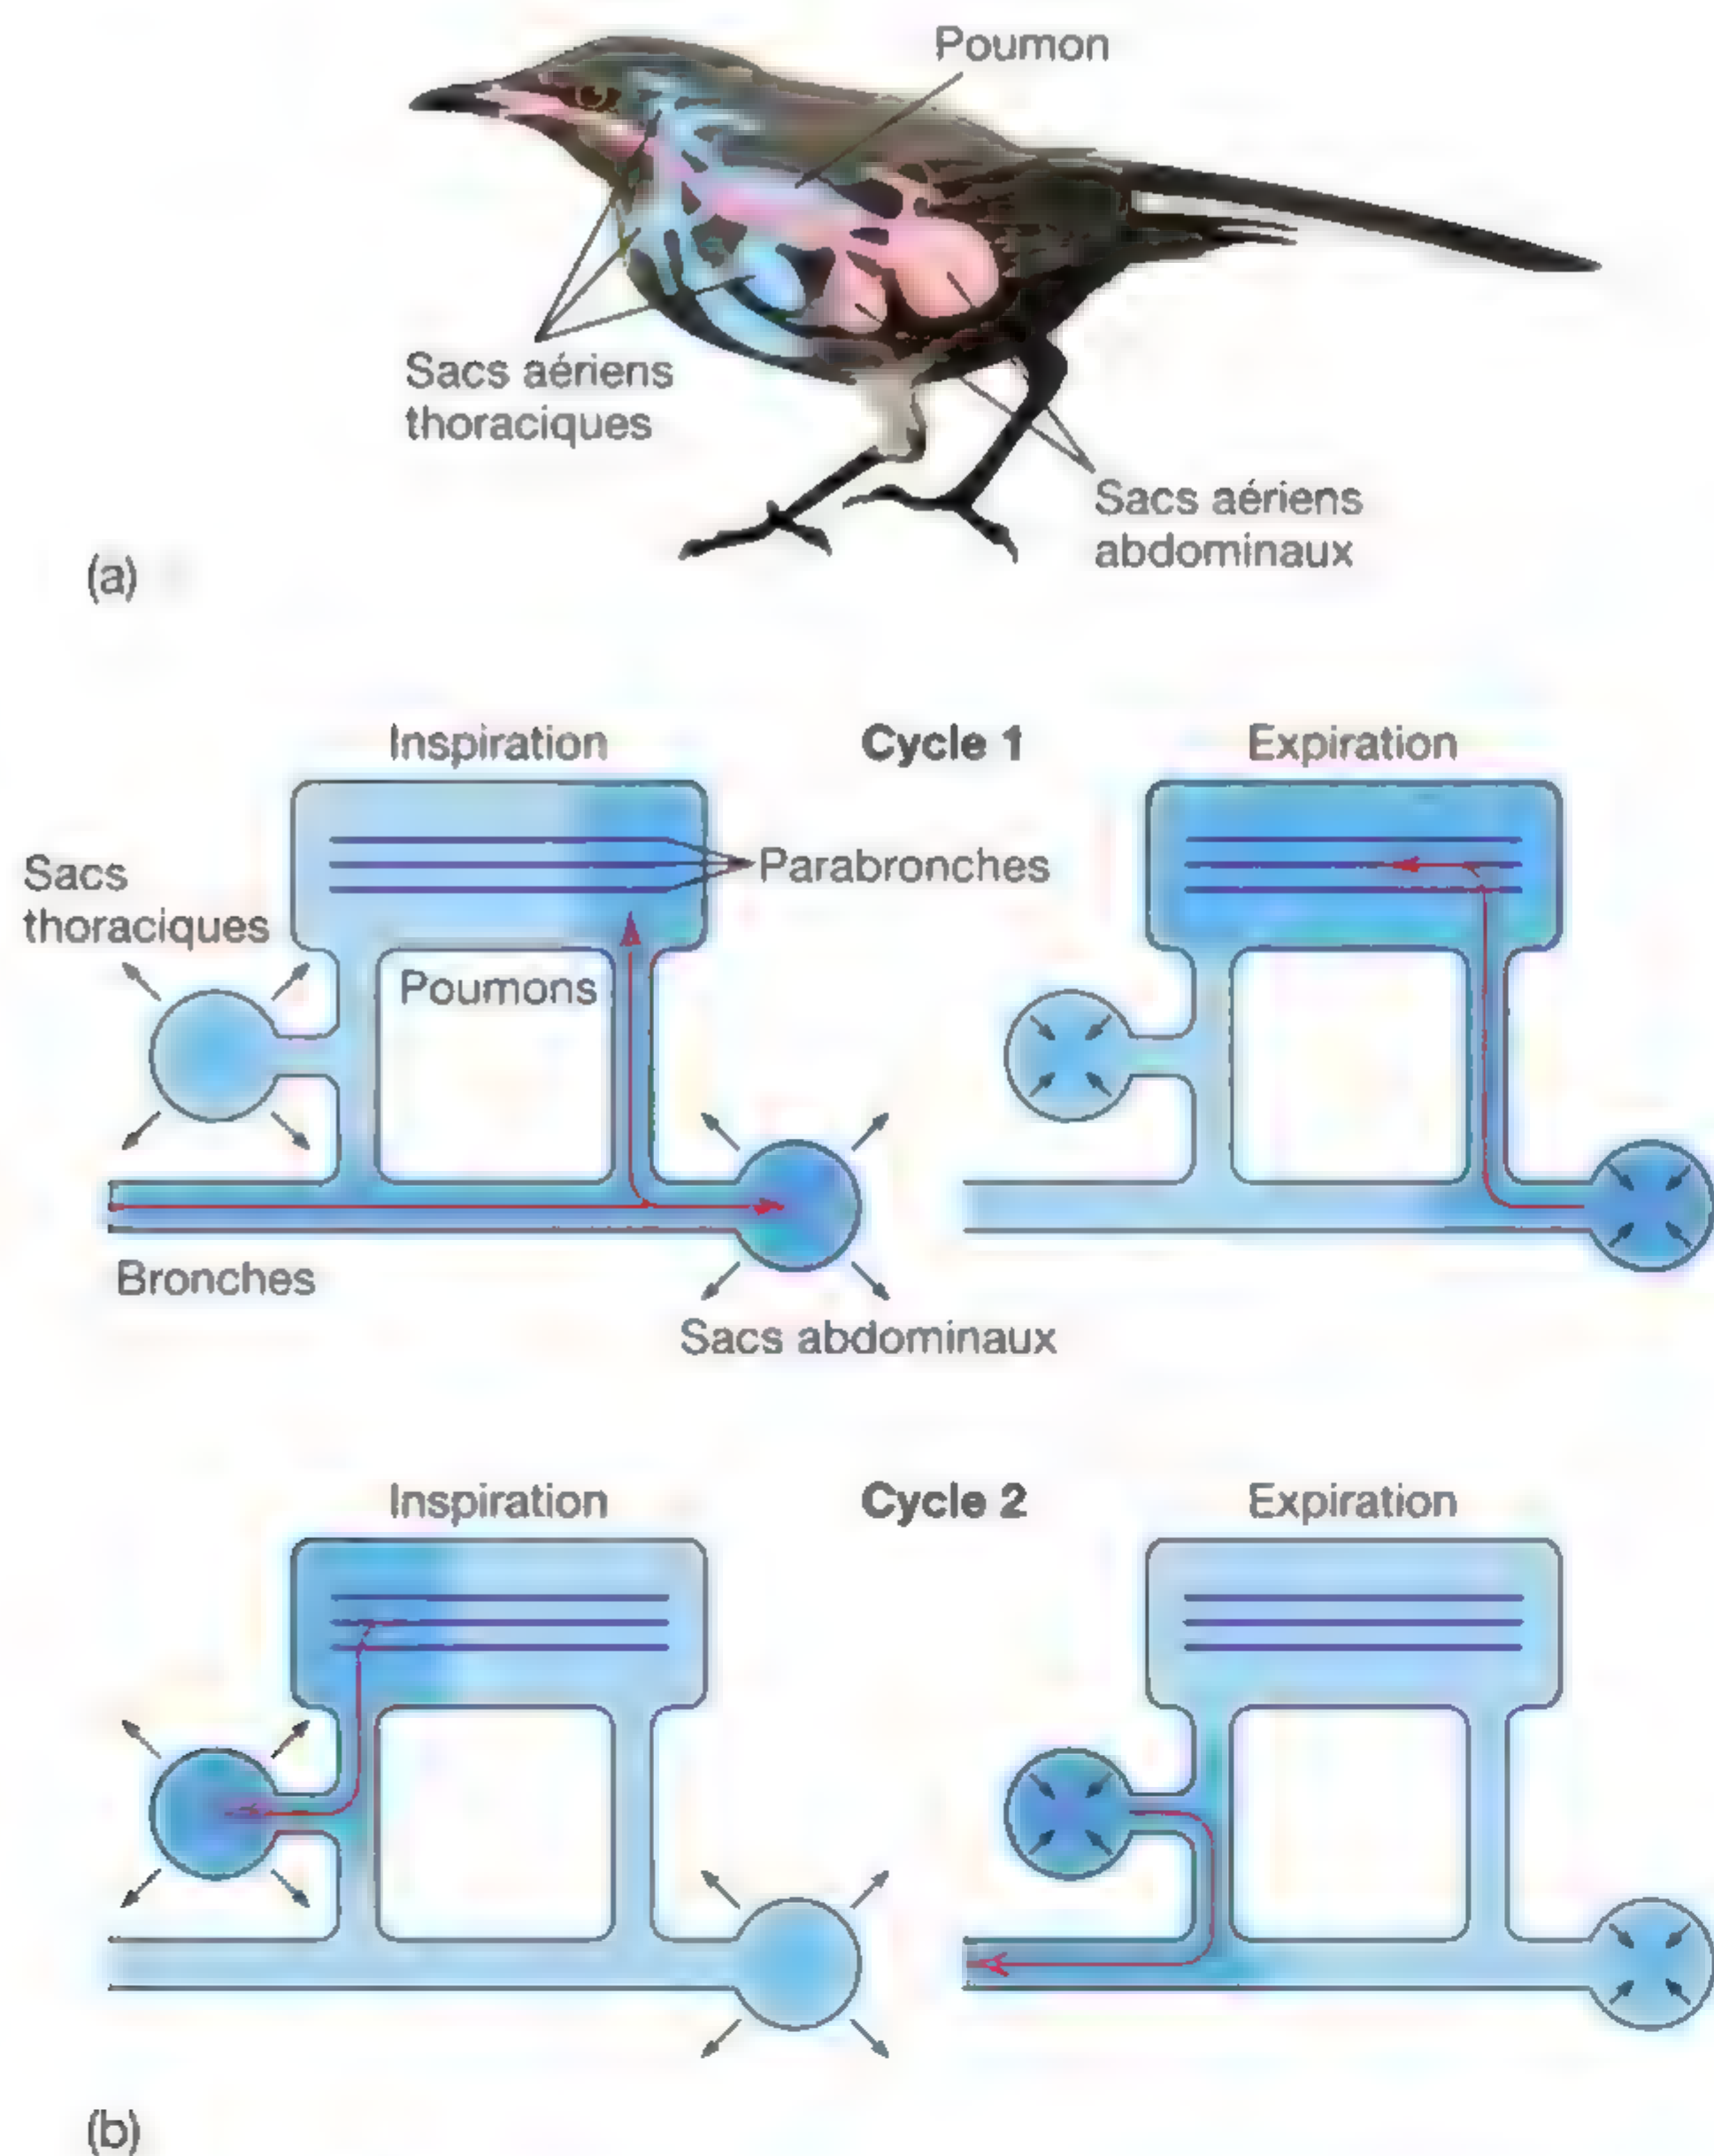 Poumon
Sacs aériens
thoraciques
Sacs aériens
abdominaux
(a)
Inspiration
Cycle 1
Expiration
Sacs
thoraciques
Parabronches
Poumons
Bronches
Sacs abdominaux
Inspiration
Cycle 2
Expiration
(b)